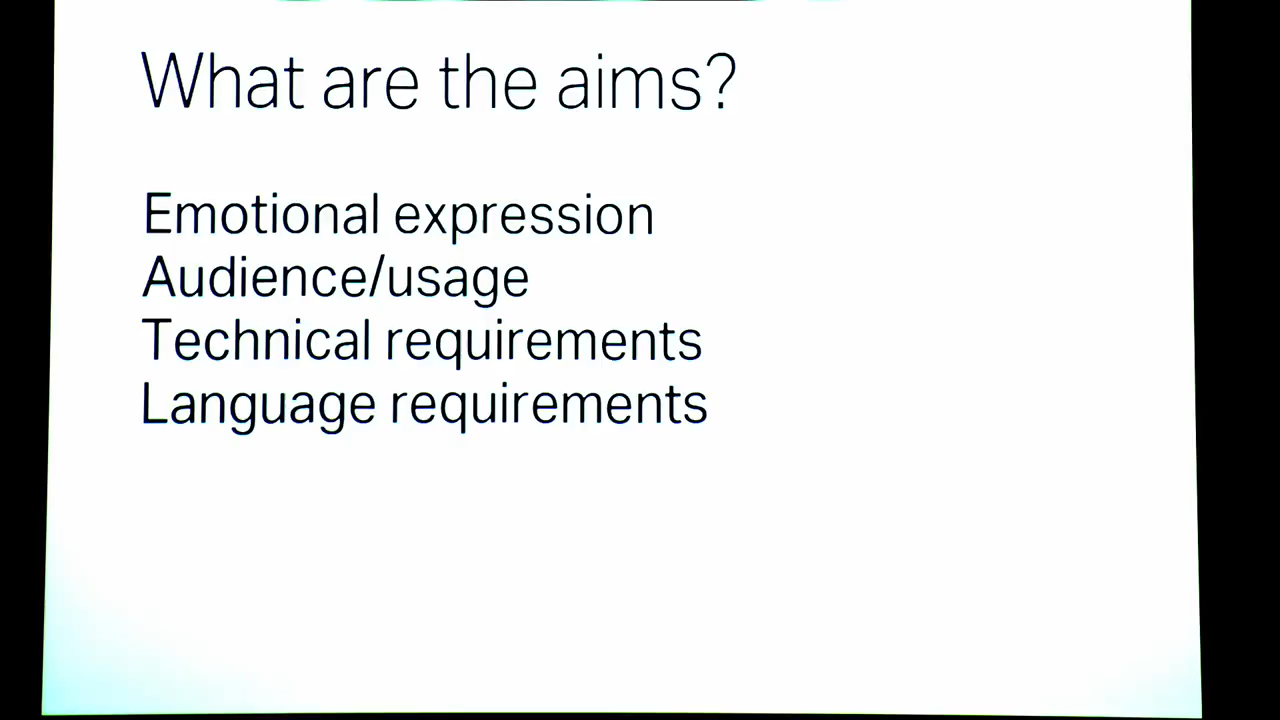 What are the aims?
Emotional expression
Audience/usage
Technical requirements
Language requirements